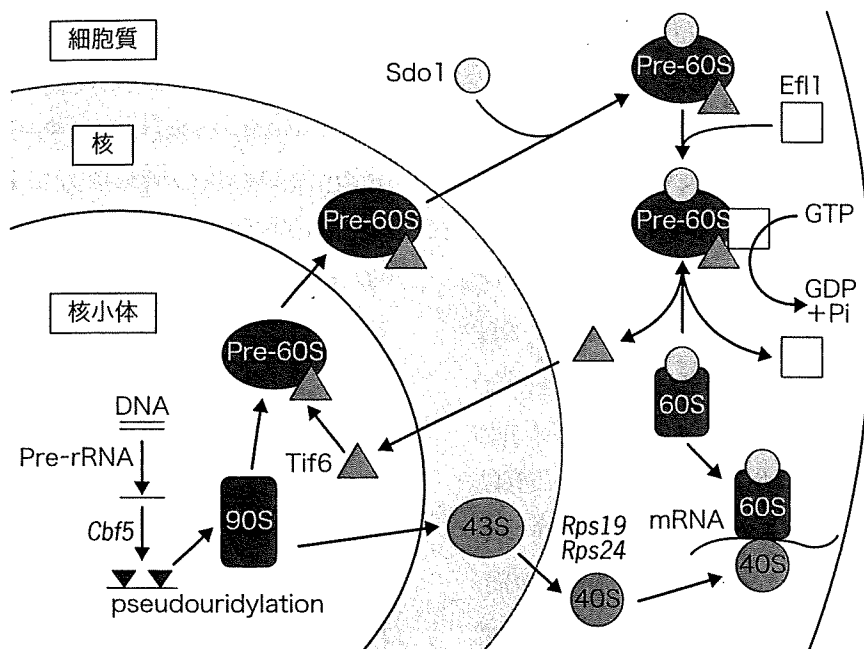 細胞質
Sdo1
Pre-60S
Efl1
核
Pre-60S
Pre-60S
GTP
GDP
+Pi
核小体
Pre-60S
60S
DNA
Pre-rRNA
Tif6
Cbf5
90S
43S
Rps19
Rps24
mRNA
60S
40S
40S
pseudouridylation